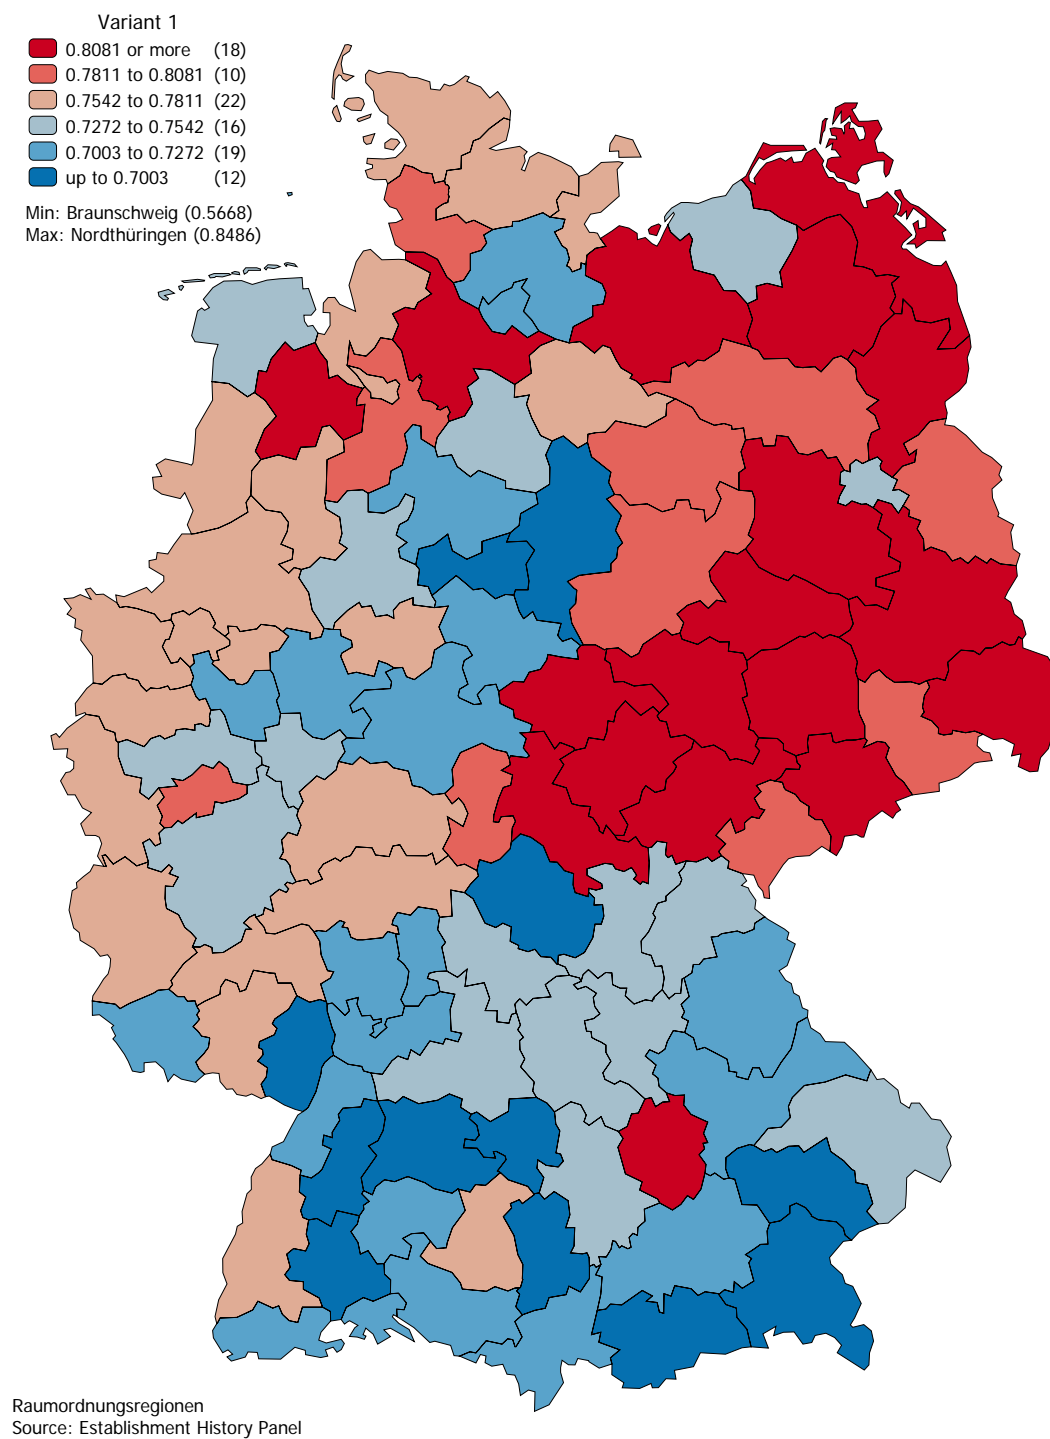 Variant 1
0.8081 or more (18)
0.7811 to 0.8081 (10)
0.7542 to 0.7811 (22)
0.7272 to 0.7542 (16)
0.7003 to 0.7272 (19)
up to 0.7003 (12)
Min: Braunschweig (0.5668)
Max: Nordthüringen (0.8486)
Raumordnungsregionen
Source: Establishment History Panel